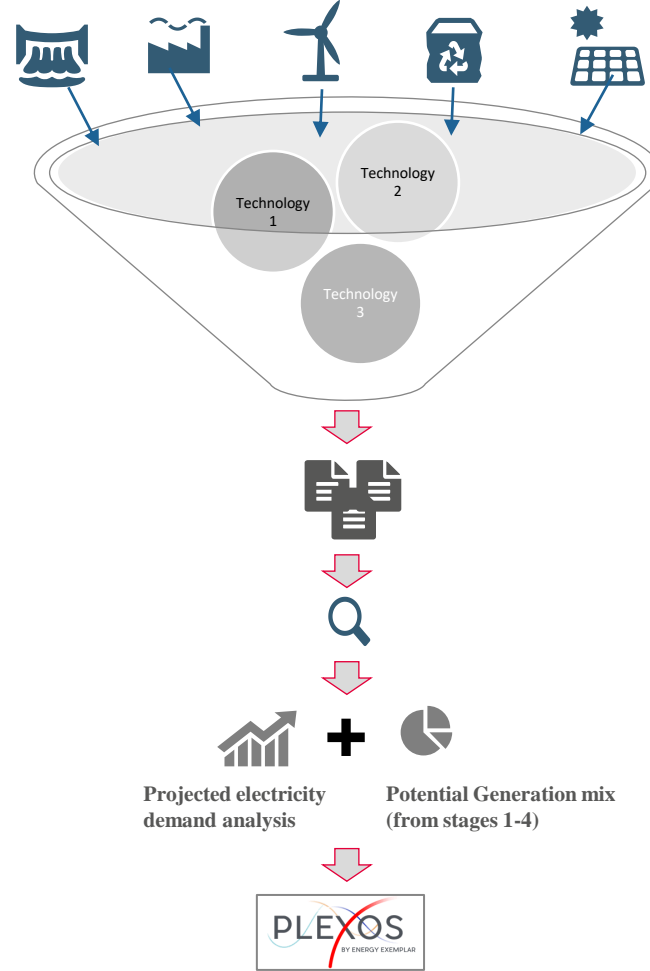 Technology
1
Technology
2
Technology
3
Projected electricity
demand analysis
Potential Generation mix
(from stages 1-4)
PLEXOS
BY ENERGY EXEMPLAR